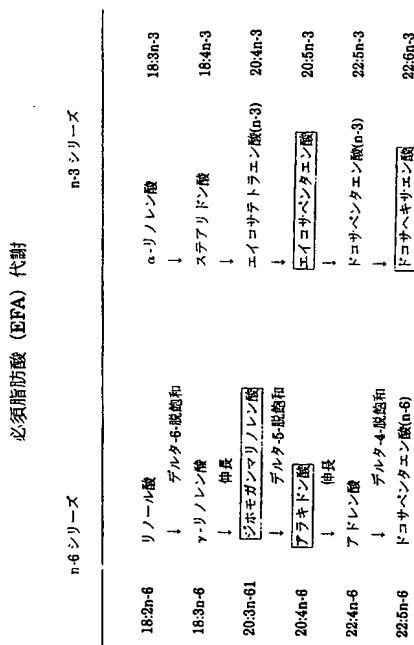 必須脂肪酸 (EFA) 代謝
n-6 シリーズ n-3 シリーズ
18:2n-6 リノール酸 α-リノレン酸 18:3n-3
↓ デルタ-6-脱飽和 ↓
18:3n-6 γ-リノレン酸 ステアリドン酸 18:4n-3
↓ 伸長 ↓
20:3n-61 ジホモガンマリノレン酸 エイコサテトラエン酸(n-3) 20:4n-3
↓ デルタ-5-脱飽和 ↓
20:4n-6 アラキドン酸 エイコサペンタエン酸 20:5n-3
↓ 伸長 ↓
22:4n-6 アドレン酸 ドコサペンタエン酸(n-3) 22:5n-3
↓ デルタ-4-脱飽和 ↓
22:5n-6 ドコサペンタエン酸(n-6) ドコサヘキサエン酸 22:6n-3